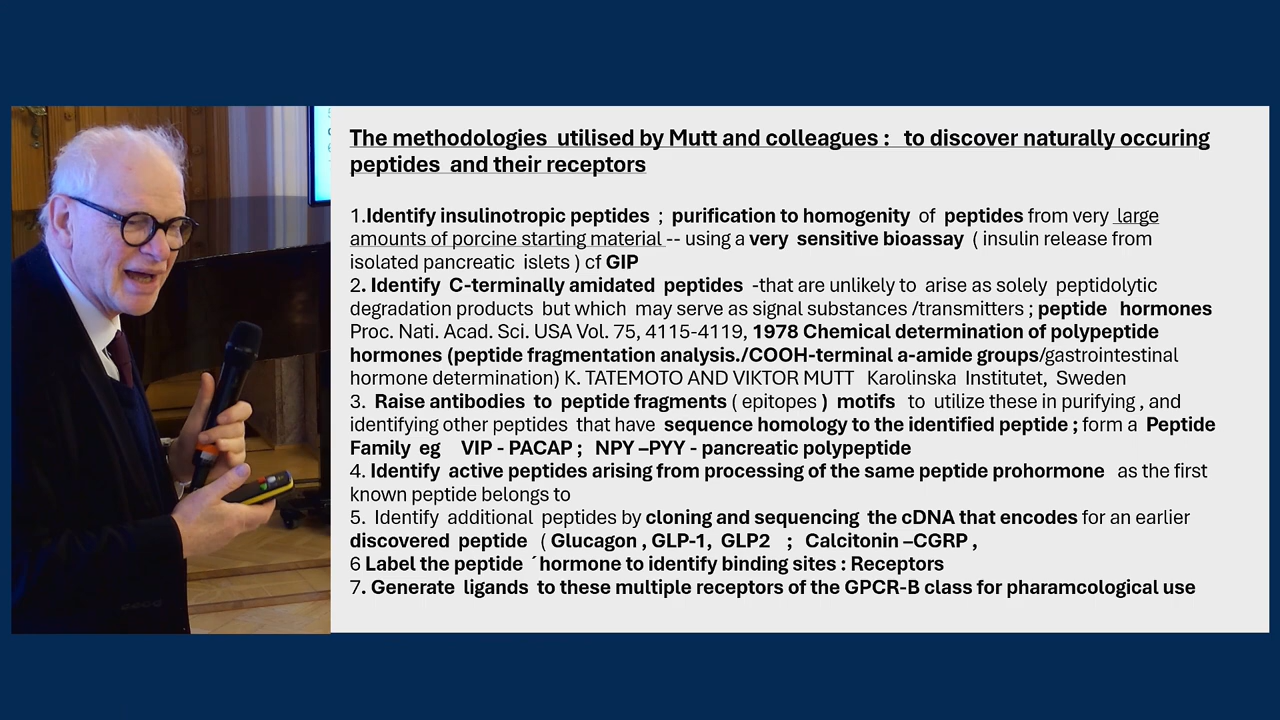 The methodologies utilised by Mutt and colleagues : to discover naturally occuring
peptides and their receptors
1.Identify insulinotropic peptides ; purification to homogenity of peptides from very large
amounts of porcine starting material -- using a very sensitive bioassay ( insulin release from
isolated pancreatic islets ) cf GIP
2. Identify C-terminally amidated peptides -that are unlikely to arise as solely peptidolytic
degradation products but which may serve as signal substances /transmitters ; peptide hormones
Proc. Nati. Acad. Sci. USA Vol. 75, 4115-4119, 1978 Chemical determination of polypeptide
hormones (peptide fragmentation analysis./COOH-terminal a-amide groups/gastrointestinal
hormone determination) K. TATEMOTO AND VIKTOR MUTT Karolinska Institutet, Sweden
3. Raise antibodies to peptide fragments ( epitopes ) motifs to utilize these in purifying , and
identifying other peptides that have sequence homology to the identified peptide ; form a Peptide
Family eg VIP - PACAP ; NPY –PYY - pancreatic polypeptide
4. Identify active peptides arising from processing of the same peptide prohormone as the first
known peptide belongs to
5. Identify additional peptides by cloning and sequencing the cDNA that encodes for an earlier
discovered peptide ( Glucagon , GLP-1, GLP2 ; Calcitonin –CGRP ,
6 Label the peptide ´hormone to identify binding sites : Receptors
7. Generate ligands to these multiple receptors of the GPCR-B class for pharamcological use